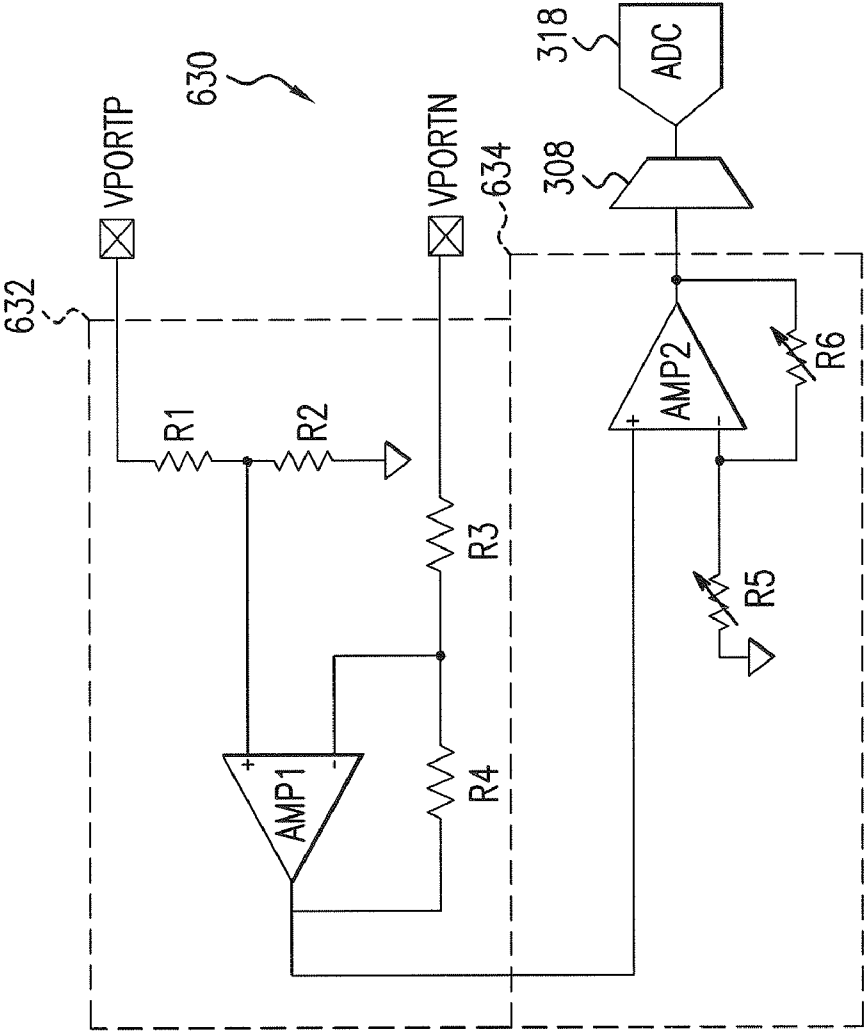 630
VPORTP
VPORTN
632
634
R1
R2
R3
R4
+
-
AMP1
R5
R6
+
-
AMP2
308
318
ADC